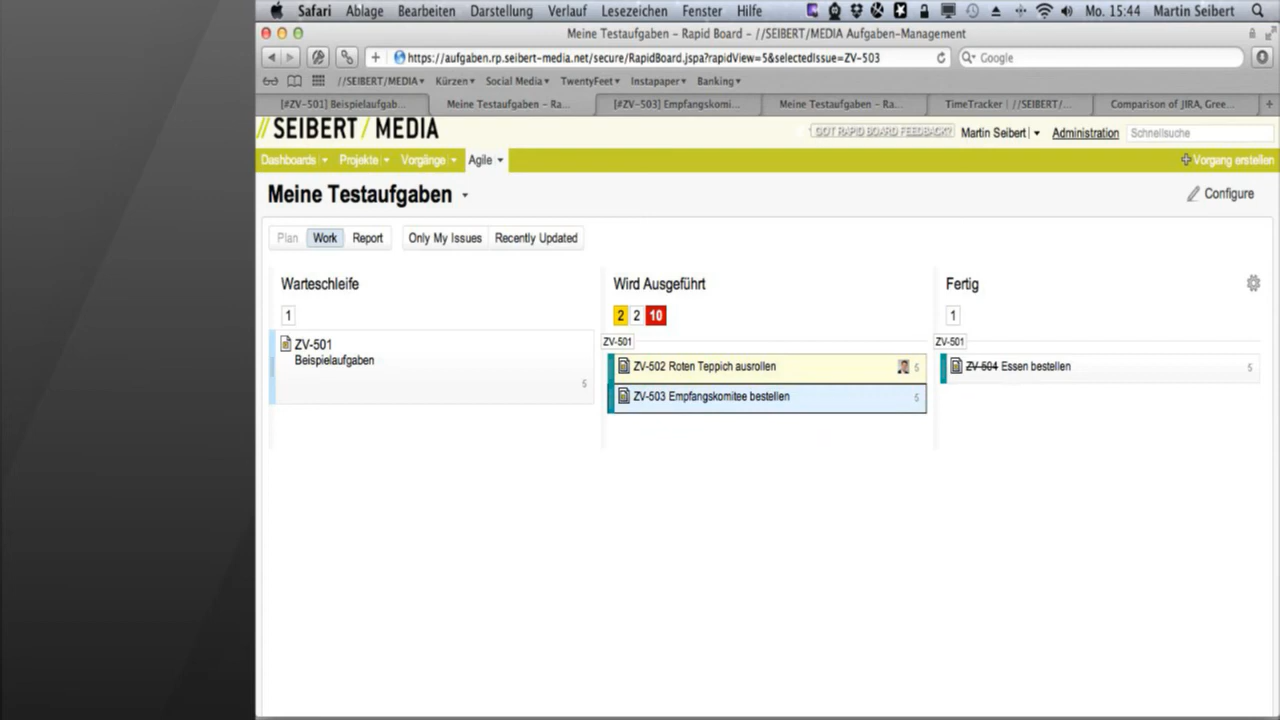 Safari Ablage Bearbeiten Darstellung Verlauf Lesezeichen Fenster Hilfe Mo. 15:44 Martin Seibert
Meine Testaufgaben – Rapid Board – //SEIBERT/MEDIA Aufgaben-Management
https://aufgaben.rp.seibert-media.net/secure/RapidBoard.jspa?rapidView=5&selectedIssue=ZV-503 Google
//SEIBERT/MEDIA Kürzen Social Media TwentyFeet Instapaper Banking
[#ZV-501] Beispielaufgab... Meine Testaufgaben – Ra... [#ZV-503] Empfangskomi... Meine Testaufgaben – Ra... TimeTracker | //SEIBERT/... Comparison of JIRA, Gree...
//SEIBERT/MEDIA GOT RAPID BOARD FEEDBACK? Martin Seibert Administration Schnellsuche
Dashboards Projekte Vorgänge Agile Vorgang erstellen
Meine Testaufgaben Configure
Plan Work Report Only My Issues Recently Updated
Warteschleife Wird Ausgeführt Fertig
1 2 2 10 1
ZV-501 ZV-501
ZV-501
Beispielaufgaben
5
ZV-502 Roten Teppich ausrollen 5
ZV-503 Empfangskomitee bestellen 5
ZV-504 Essen bestellen 5